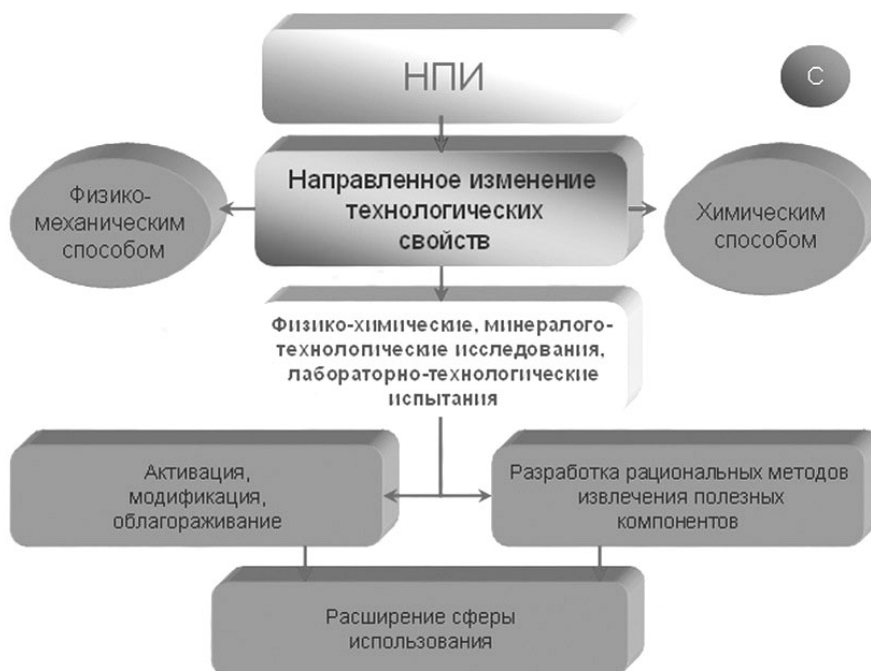 НПИ
С
Направленное изменение
технологических
свойств
Физико-
механическим
способом
Химическим
способом
Физико-химические, минералого-
технологические исследования,
лабораторно-технологические
испытания
Активация,
модификация,
облагораживание
Разработка рациональных методов
извлечения полезных
компонентов
Расширение сферы
использования